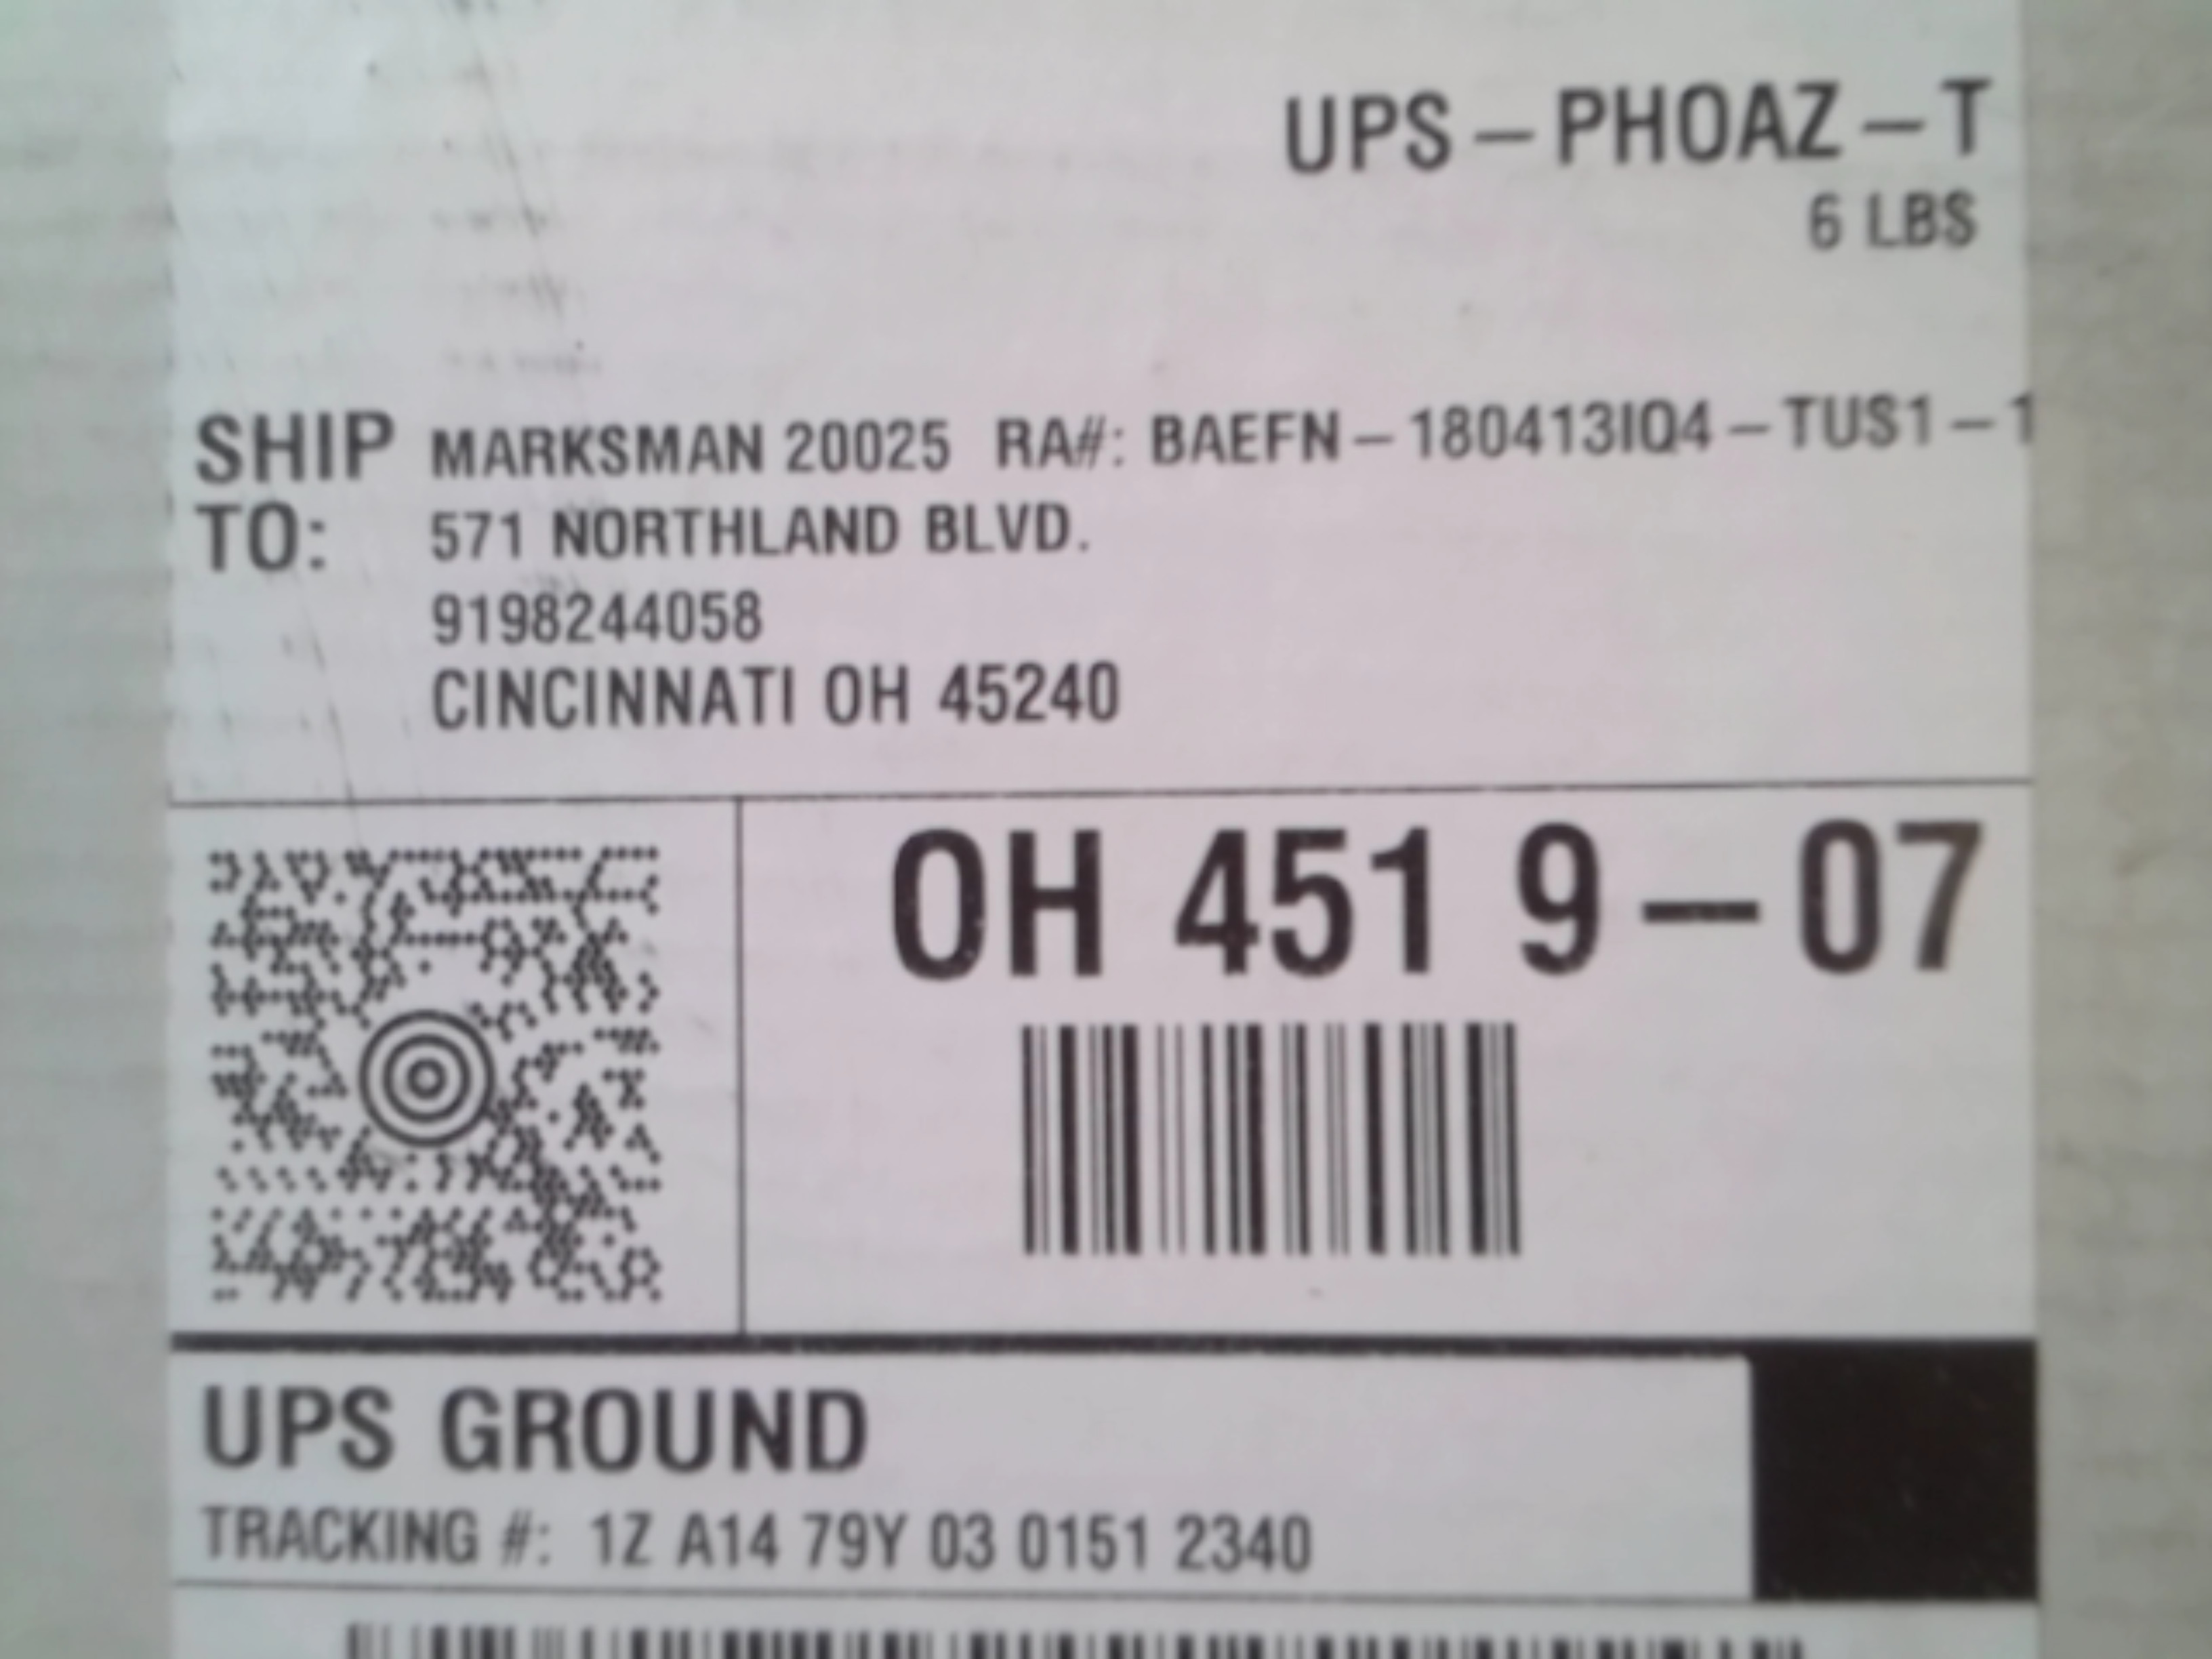 UPS – PHOAZ – T
6 LBS
SHIP TO:
MARKSMAN 20025 RA#: BAEFN – 180413IQ4 – TUS1 – 1
571 NORTHLAND BLVD.
9198244058
CINCINNATI OH 45240
OH 451 9 – 07
UPS GROUND
TRACKING #: 1Z A14 79Y 03 0151 2340